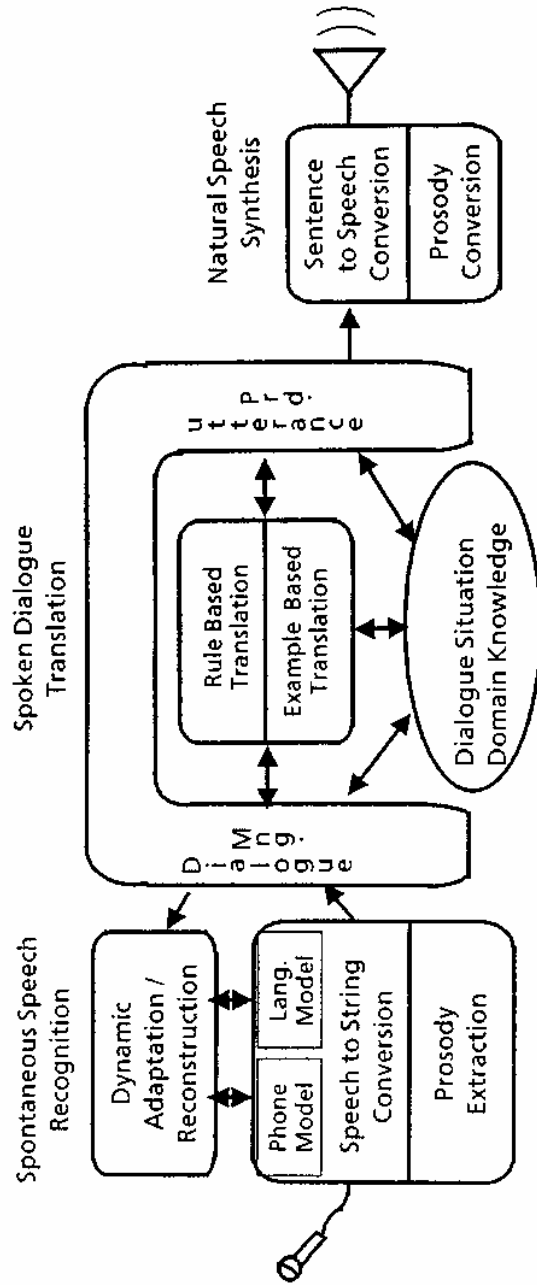 Spontaneous Speech
Recognition
Dynamic
Adaptation /
Reconstruction
Phone
Model
Lang.
Model
Speech to String
Conversion
Prosody
Extraction
Spoken Dialogue
Translation
Dialogue
Mng.
Rule Based
Translation
Example Based
Translation
utterance
Prd.
Dialogue Situation
Domain Knowledge
Natural Speech
Synthesis
Sentence
to Speech
Conversion
Prosody
Conversion